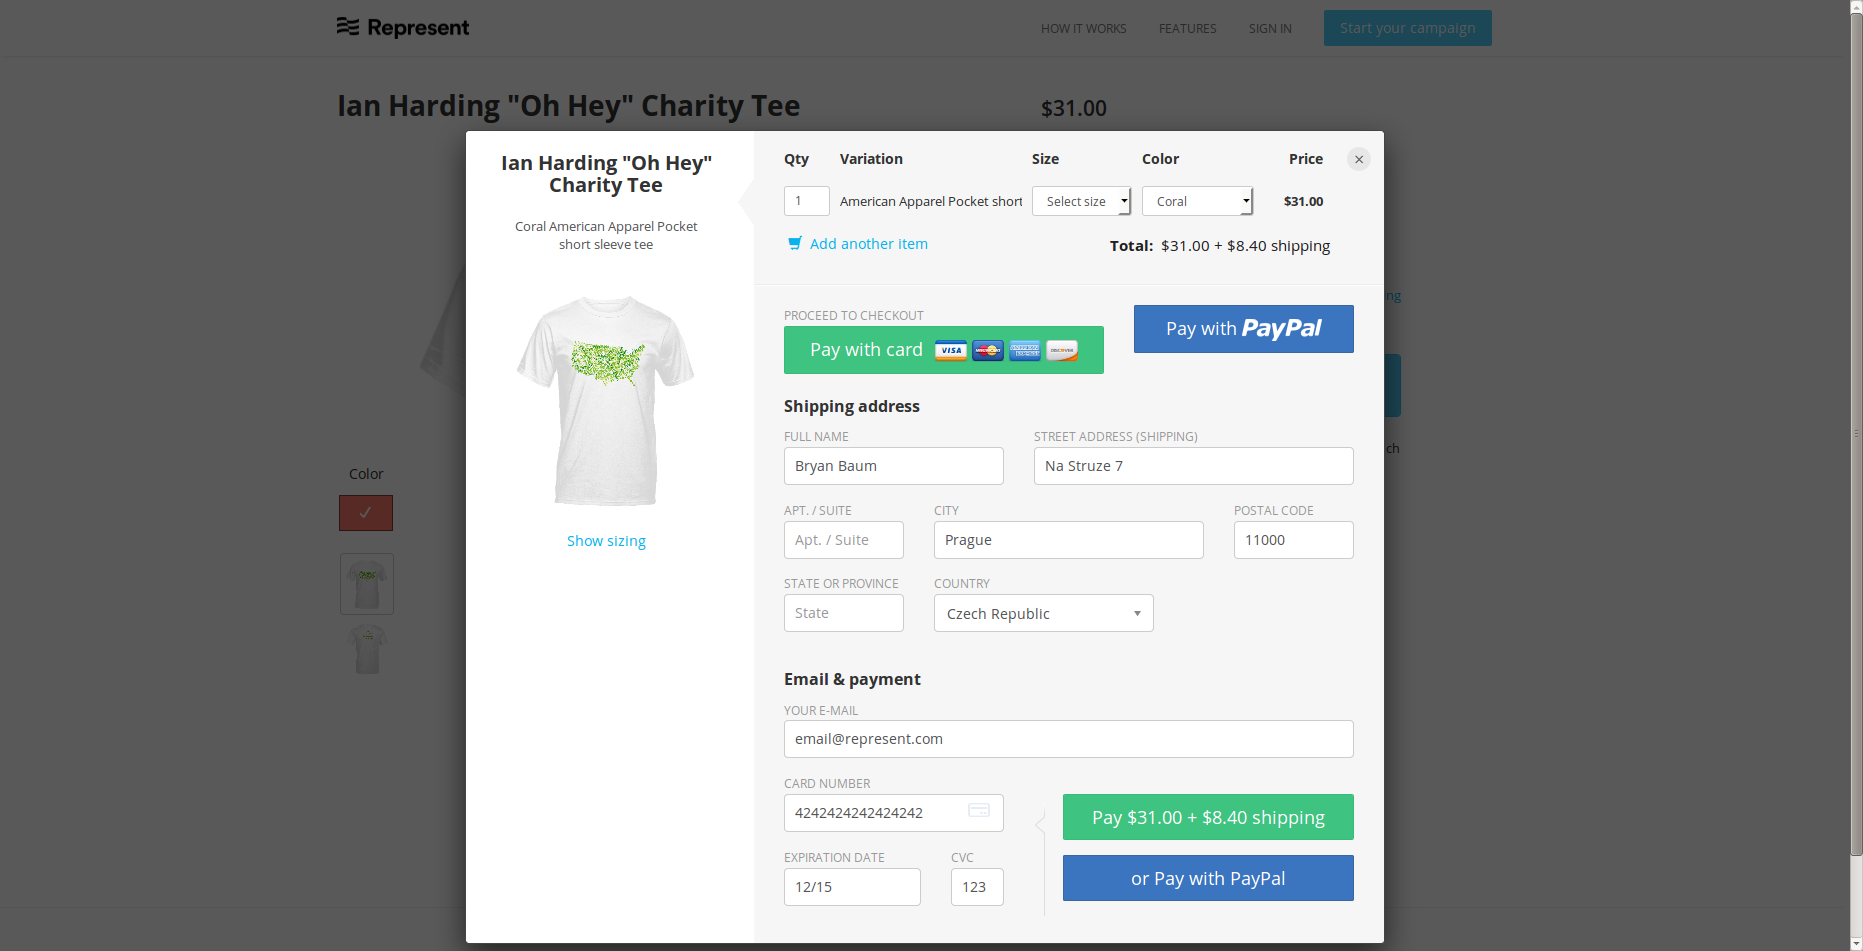 Represent
HOW IT WORKS
FEATURES
SIGN IN
Start your campaign
Ian Harding "Oh Hey" Charity Tee
$31.00
Ian Harding "Oh Hey"
Charity Tee
Coral American Apparel Pocket
short sleeve tee
Show sizing
Color
Qty Variation Size Color Price
1 American Apparel Pocket short Select size Coral $31.00
Add another item
Total: $31.00 + $8.40 shipping
PROCEED TO CHECKOUT
Pay with card VISA
Pay with PayPal
Shipping address
FULL NAME STREET ADDRESS (SHIPPING)
Bryan Baum Na Struze 7
APT. / SUITE CITY POSTAL CODE
Apt. / Suite Prague 11000
STATE OR PROVINCE COUNTRY
State Czech Republic
Email & payment
YOUR E-MAIL
email@represent.com
CARD NUMBER
4242424242424242
Pay $31.00 + $8.40 shipping
EXPIRATION DATE CVC
12/15 123
or Pay with PayPal
ng
ch